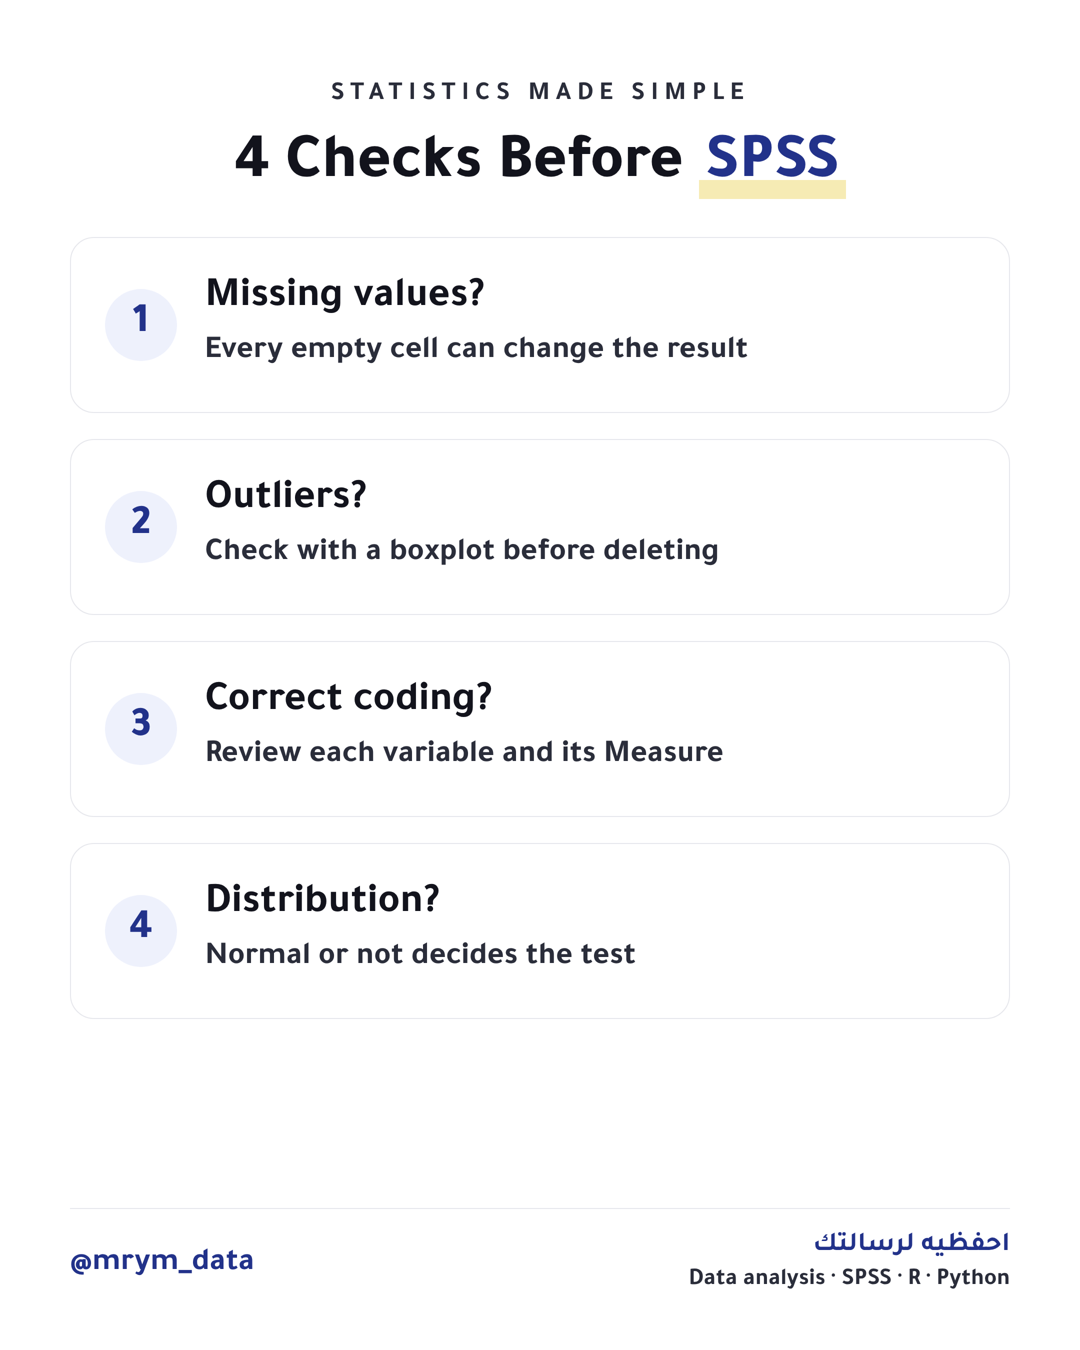 STATISTICS MADE SIMPLE
4 Checks Before SPSS
1
Missing values?
Every empty cell can change the result
2
Outliers?
Check with a boxplot before deleting
3
Correct coding?
Review each variable and its Measure
4
Distribution?
Normal or not decides the test
@mrym_data
احفظيه لرسالتك
Data analysis · SPSS · R · Python